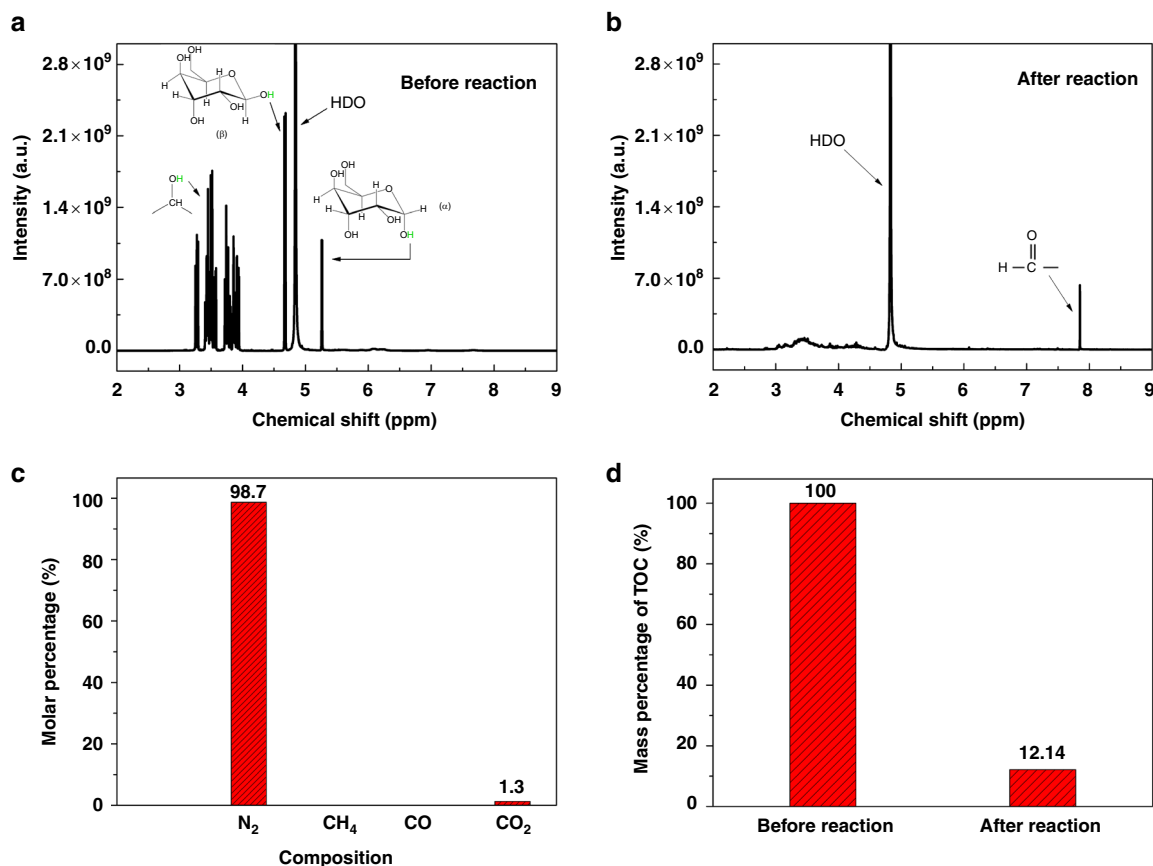 a
2.8 × 10⁹
2.1 × 10⁹
1.4 × 10⁹
7.0 × 10⁸
0.0
Intensity (a.u.)
2 3 4 5 6 7 8 9
Chemical shift (ppm)
Before reaction
OH
OH
H
O
H
OH
H
H
OH
OH
H
(β)
HDO
OH
CH
OH
OH
H
O
H
H
H
H
OH
OH
OH
(α)
b
2.8 × 10⁹
2.1 × 10⁹
1.4 × 10⁹
7.0 × 10⁸
0.0
Intensity (a.u.)
2 3 4 5 6 7 8 9
Chemical shift (ppm)
After reaction
HDO
O
H C
c
100
80
60
40
20
0
Molar percentage (%)
98.7
1.3
N₂ CH₄ CO CO₂
Composition
d
100
80
60
40
20
0
Mass percentage of TOC (%)
100
12.14
Before reaction After reaction